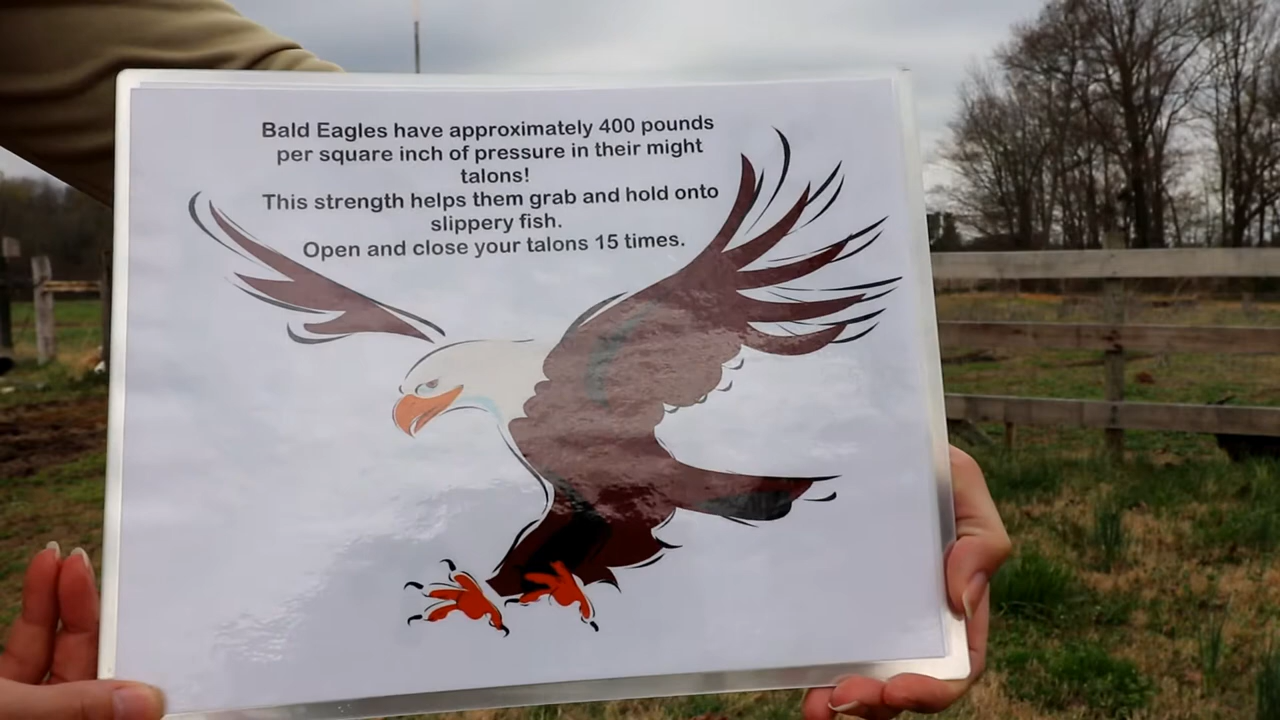 Bald Eagles have approximately 400 pounds
per square inch of pressure in their might
talons!
This strength helps them grab and hold onto
slippery fish.
Open and close your talons 15 times.